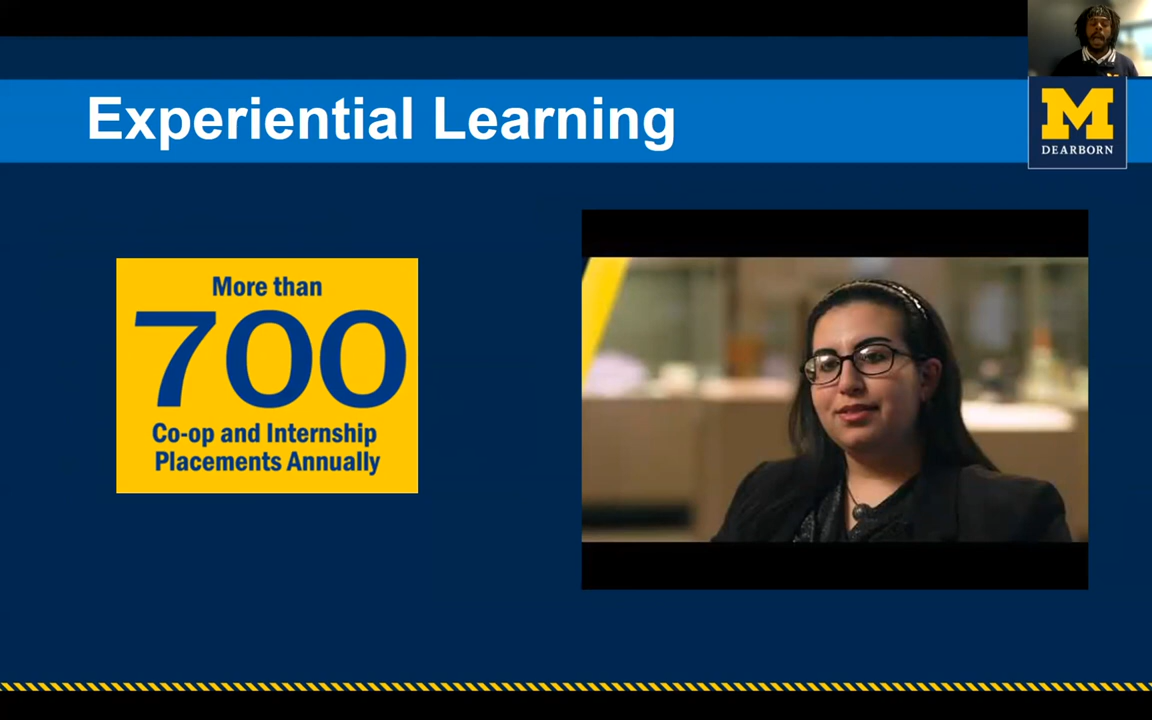 Experiential Learning
M
DEARBORN
More than
700
Co-op and Internship
Placements Annually